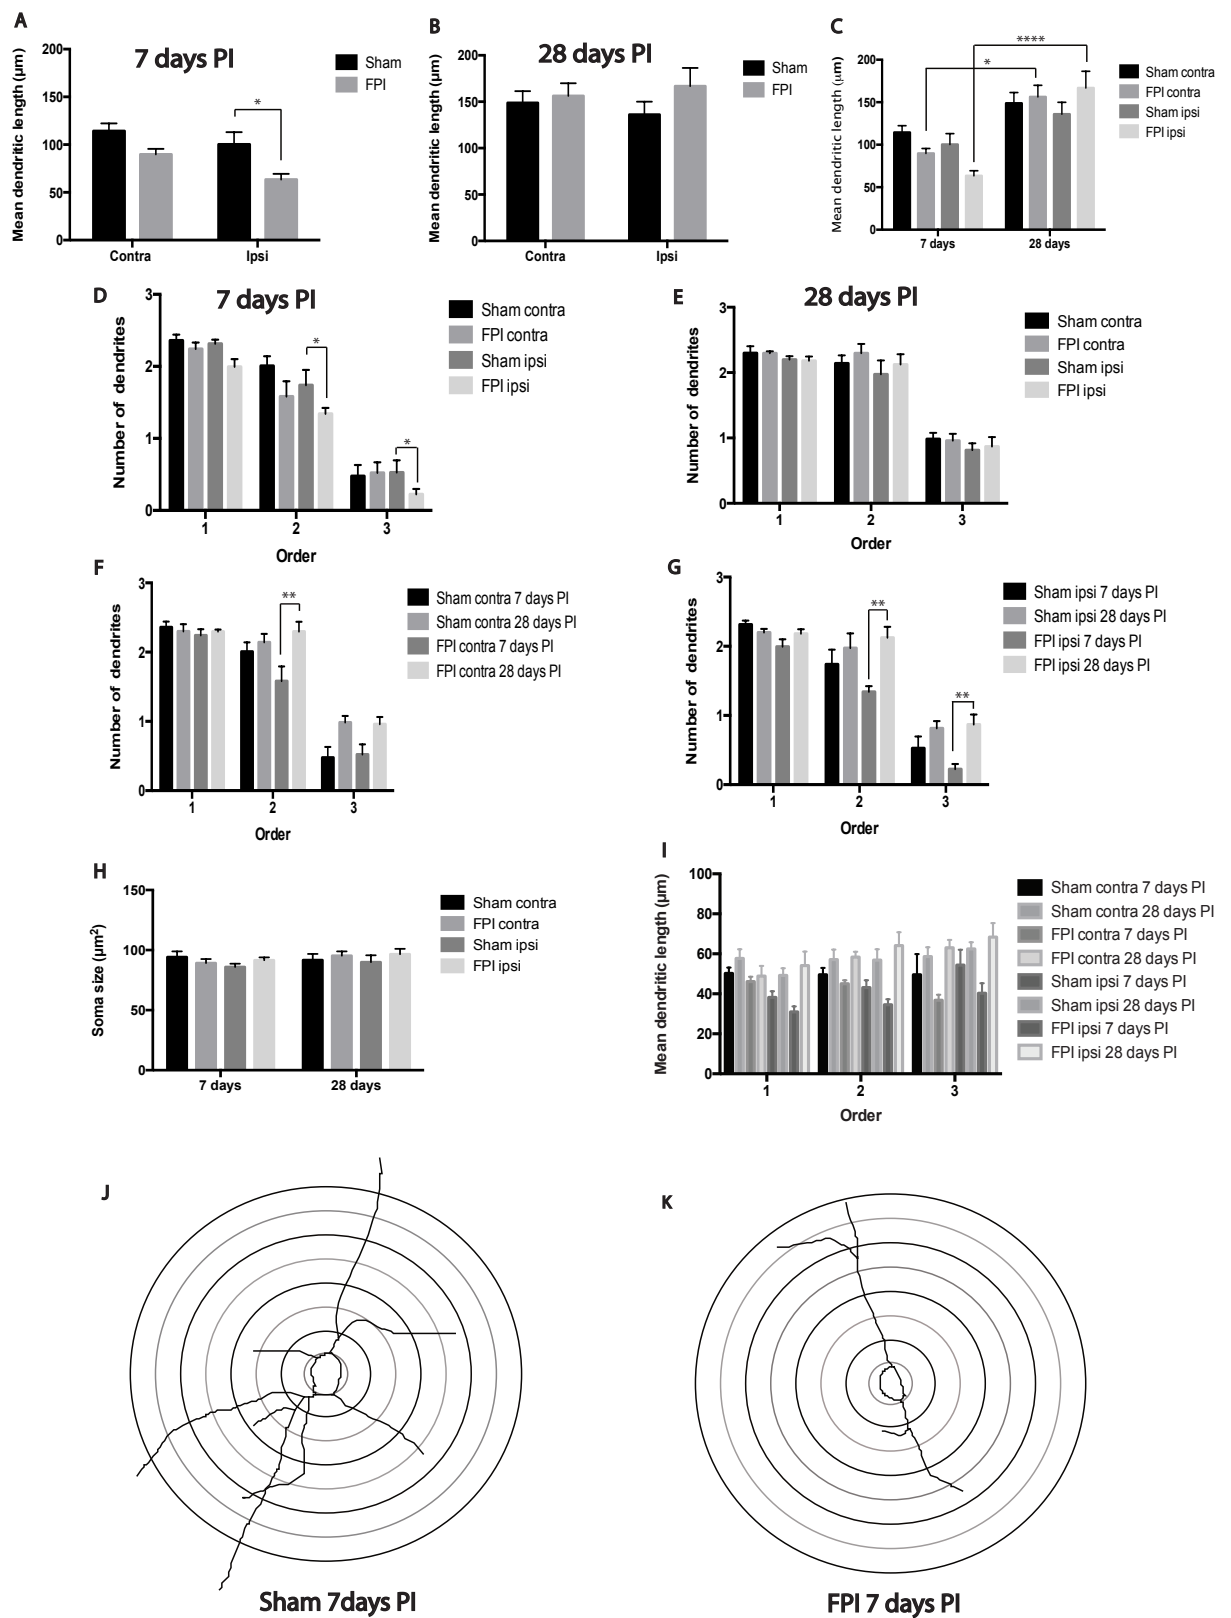 A
7 days PI
Mean dendritic length (µm)
200
150
100
50
0
*
Sham
FPI
Contra
Ipsi
B
28 days PI
Mean dendritic length (µm)
200
150
100
50
0
Sham
FPI
Contra
Ipsi
C
Mean dendritic length (µm)
200
150
100
50
0
*
****
Sham contra
FPI contra
Sham ipsi
FPI ipsi
7 days
28 days
D
7 days PI
Number of dendrites
3
2
1
0
*
*
Sham contra
FPI contra
Sham ipsi
FPI ipsi
1
2
3
Order
E
28 days PI
Number of dendrites
3
2
1
0
Sham contra
FPI contra
Sham ipsi
FPI ipsi
1
2
3
Order
F
Number of dendrites
3
2
1
0
**
Sham contra 7 days PI
Sham contra 28 days PI
FPI contra 7 days PI
FPI contra 28 days PI
1
2
3
Order
G
Number of dendrites
3
2
1
0
**
**
Sham ipsi 7 days PI
Sham ipsi 28 days PI
FPI ipsi 7 days PI
FPI ipsi 28 days PI
1
2
3
Order
H
Soma size (µm²)
150
100
50
0
Sham contra
FPI contra
Sham ipsi
FPI ipsi
7 days
28 days
I
Mean dendritic length (µm)
100
80
60
40
20
0
Sham contra 7 days PI
Sham contra 28 days PI
FPI contra 7 days PI
FPI contra 28 days PI
Sham ipsi 7 days PI
Sham ipsi 28 days PI
FPI ipsi 7 days PI
FPI ipsi 28 days PI
1
2
3
Order
J
Sham 7days PI
K
FPI 7 days PI